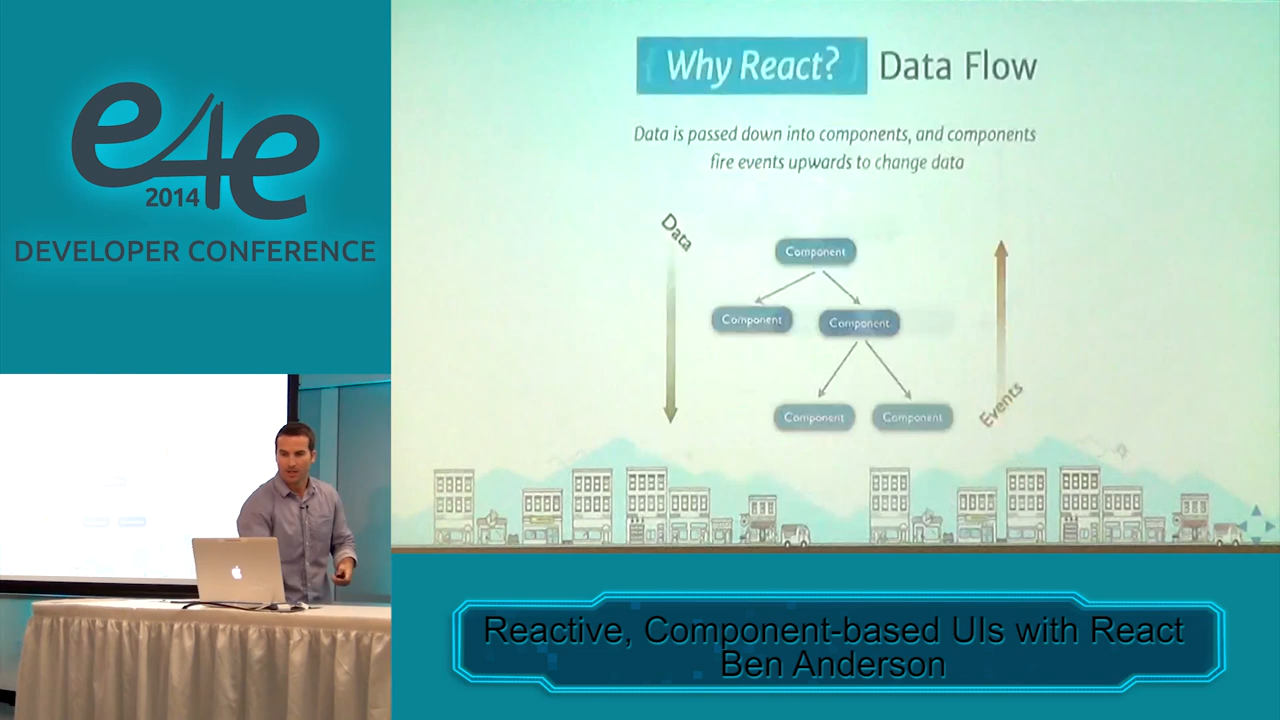 e4e
2014
DEVELOPER CONFERENCE
Why React? Data Flow
Data is passed down into components, and components
fire events upwards to change data
Data
Component
Component
Component
Component
Component
Events
Reactive, Component-based UIs with React
Ben Anderson